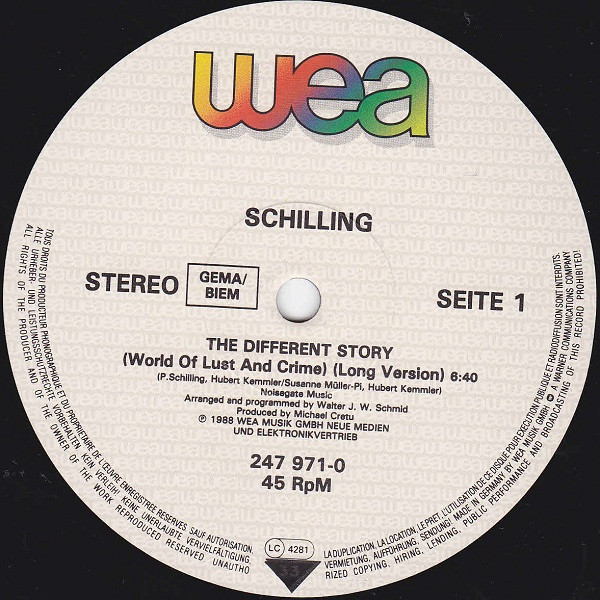 wea
SCHILLING
STEREO
GEMA/
BIEM
SEITE 1
THE DIFFERENT STORY
(World Of Lust And Crime) (Long Version) 6:40
(P.Schilling, Hubert Kemmler/Susanne Müller-Pi, Hubert Kemmler)
Noisegate Music
Arranged and programmed by Walter J. W. Schmid
Produced by Michael Cretu
℗ 1988 WEA MUSIK GMBH NEUE MEDIEN
UND ELEKTRONIKVERTRIEB
247 971-0
45 RpM
TOUS DROITS DU PRODUCTEUR PHONOGRAPHIQUE ET DU PROPRIETAIRE DE L'ŒUVRE ENREGISTREE RESERVES. SAUF AUTORISATION,
LA DUPLICATION, LA LOCATION, LE PRET, L'UTILISATION DE CE DISQUE POUR EXECUTION PUBLIQUE ET RADIODIFFUSION SONT INTERDITS.
ALLE URHEBER- UND LEISTUNGSSCHUTZRECHTE VORBEHALTEN. KEIN VERLEIH! KEINE UNERLAUBTE VERVIELFÄLTIGUNG,
VERMIETUNG, AUFFÜHRUNG, SENDUNG! MADE IN GERMANY BY WEA MUSIK GMBH A WARNER COMMUNICATIONS COMPANY
ALL RIGHTS OF THE PRODUCER AND OF THE OWNER OF THE WORK REPRODUCED RESERVED UNAUTHO
RIZED COPYING, HIRING, LENDING, PUBLIC PERFORMANCE AND BROADCASTING OF THIS RECORD PROHIBITED!
LC 4281
33